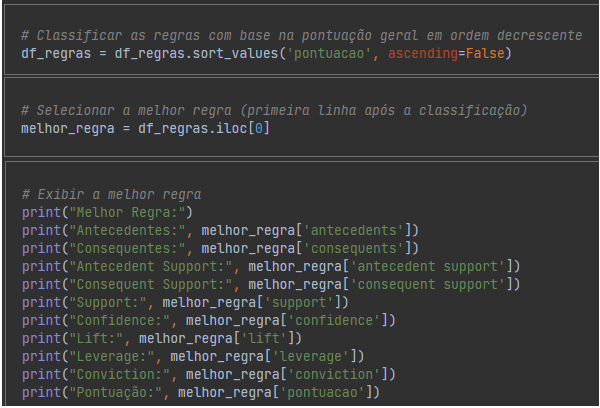 # Classificar as regras com base na pontuação geral em ordem decrescente
df_regras = df_regras.sort_values('pontuacao', ascending=False)
# Selecionar a melhor regra (primeira linha após a classificação)
melhor_regra = df_regras.iloc[0]
# Exibir a melhor regra
print("Melhor Regra:")
print("Antecedentes:", melhor_regra['antecedents'])
print("Consequentes:", melhor_regra['consequents'])
print("Antecedent Support:", melhor_regra['antecedent support'])
print("Consequent Support:", melhor_regra['consequent support'])
print("Support:", melhor_regra['support'])
print("Confidence:", melhor_regra['confidence'])
print("Lift:", melhor_regra['lift'])
print("Leverage:", melhor_regra['leverage'])
print("Conviction:", melhor_regra['conviction'])
print("Pontuação:", melhor_regra['pontuacao'])